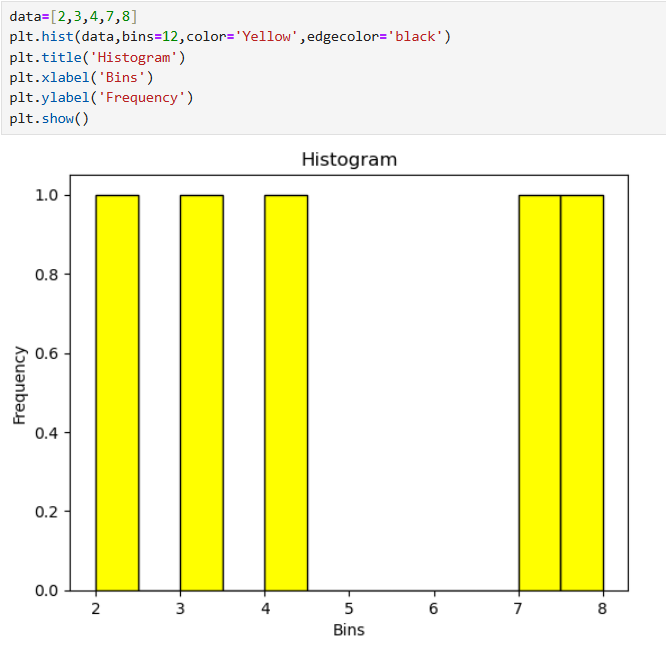 data=[2,3,4,7,8]
plt.hist(data,bins=12,color='Yellow',edgecolor='black')
plt.title('Histogram')
plt.xlabel('Bins')
plt.ylabel('Frequency')
plt.show()
Histogram
1.0
0.8
0.6
0.4
0.2
0.0
Frequency
2 3 4 5 6 7 8
Bins